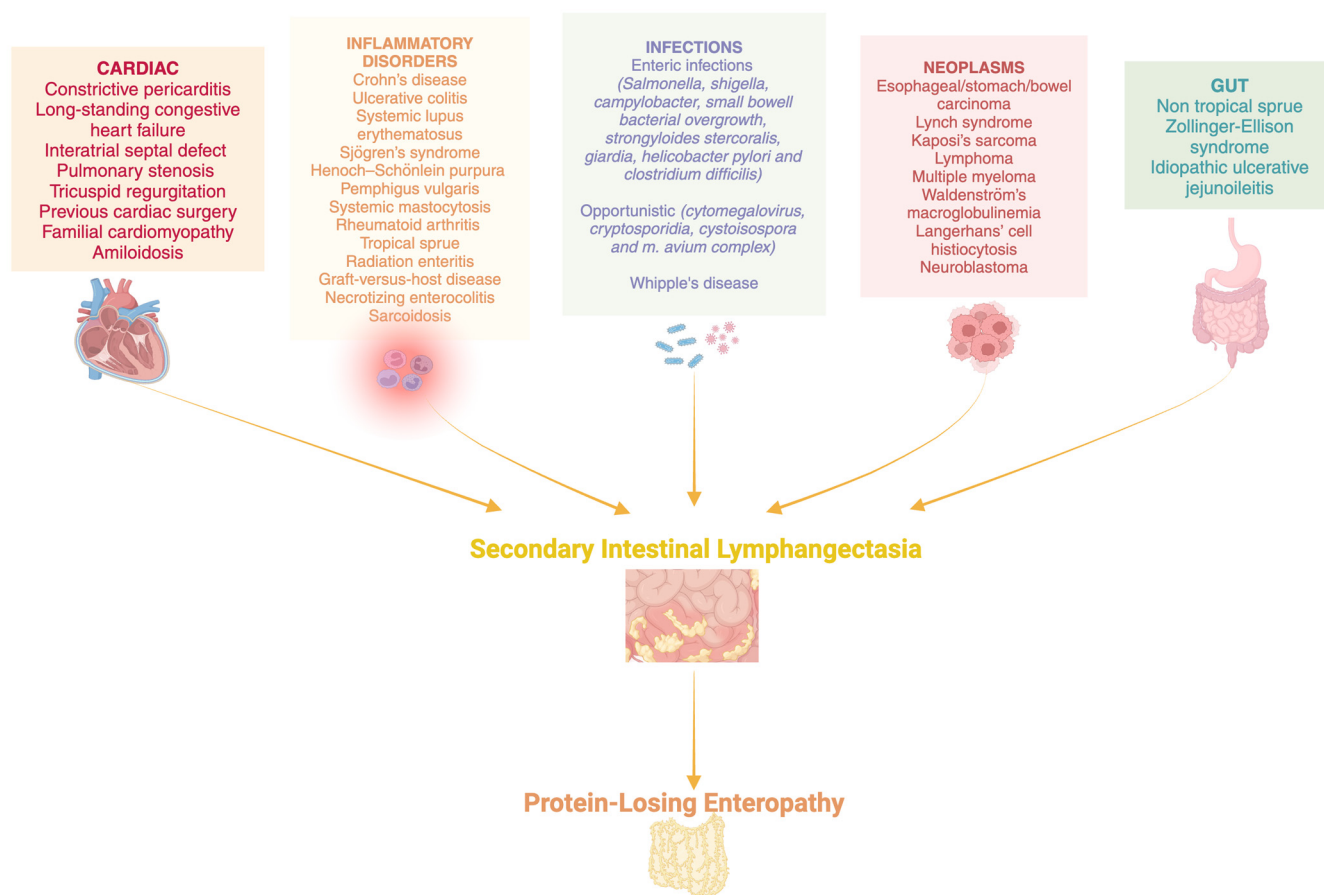 CARDIAC
Constrictive pericarditis
Long-standing congestive
heart failure
Interatrial septal defect
Pulmonary stenosis
Tricuspid regurgitation
Previous cardiac surgery
Familial cardiomyopathy
Amiloidosis
INFLAMMATORY
DISORDERS
Crohn's disease
Ulcerative colitis
Systemic lupus
erythematosus
Sjögren's syndrome
Henoch–Schönlein purpura
Pemphigus vulgaris
Systemic mastocytosis
Rheumatoid arthritis
Tropical sprue
Radiation enteritis
Graft-versus-host disease
Necrotizing enterocolitis
Sarcoidosis
INFECTIONS
Enteric infections
(Salmonella, shigella,
campylobacter, small bowell
bacterial overgrowth,
strongyloides stercoralis,
giardia, helicobacter pylori and
clostridium difficilis)
Opportunistic (cytomegalovirus,
cryptosporidia, cystoisospora
and m. avium complex)
Whipple's disease
NEOPLASMS
Esophageal/stomach/bowel
carcinoma
Lynch syndrome
Kaposi's sarcoma
Lymphoma
Multiple myeloma
Waldenström's
macroglobulinemia
Langerhans' cell
histiocytosis
Neuroblastoma
GUT
Non tropical sprue
Zollinger-Ellison
syndrome
Idiopathic ulcerative
jejunoileitis
Secondary Intestinal Lymphangectasia
Protein-Losing Enteropathy